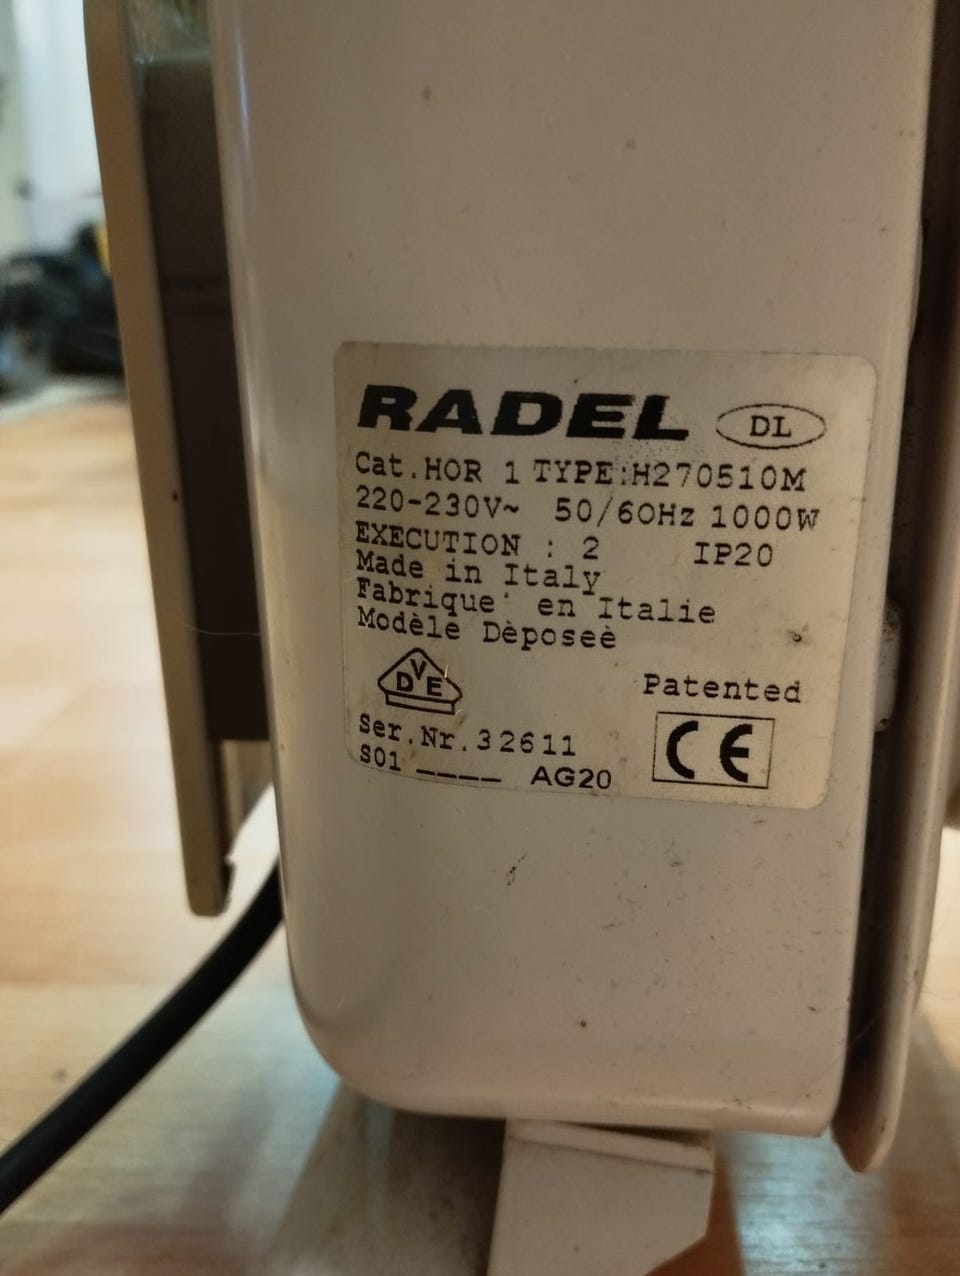 RADEL DL
Cat.HOR 1 TYPE:H270510M
220-230V~ 50/60Hz 1000W
EXECUTION : 2 IP20
Made in Italy
Fabrique' en Italie
Modèle Dèposeè
DVE
Patented
Ser.Nr.32611
S01 ____ AG20
CE